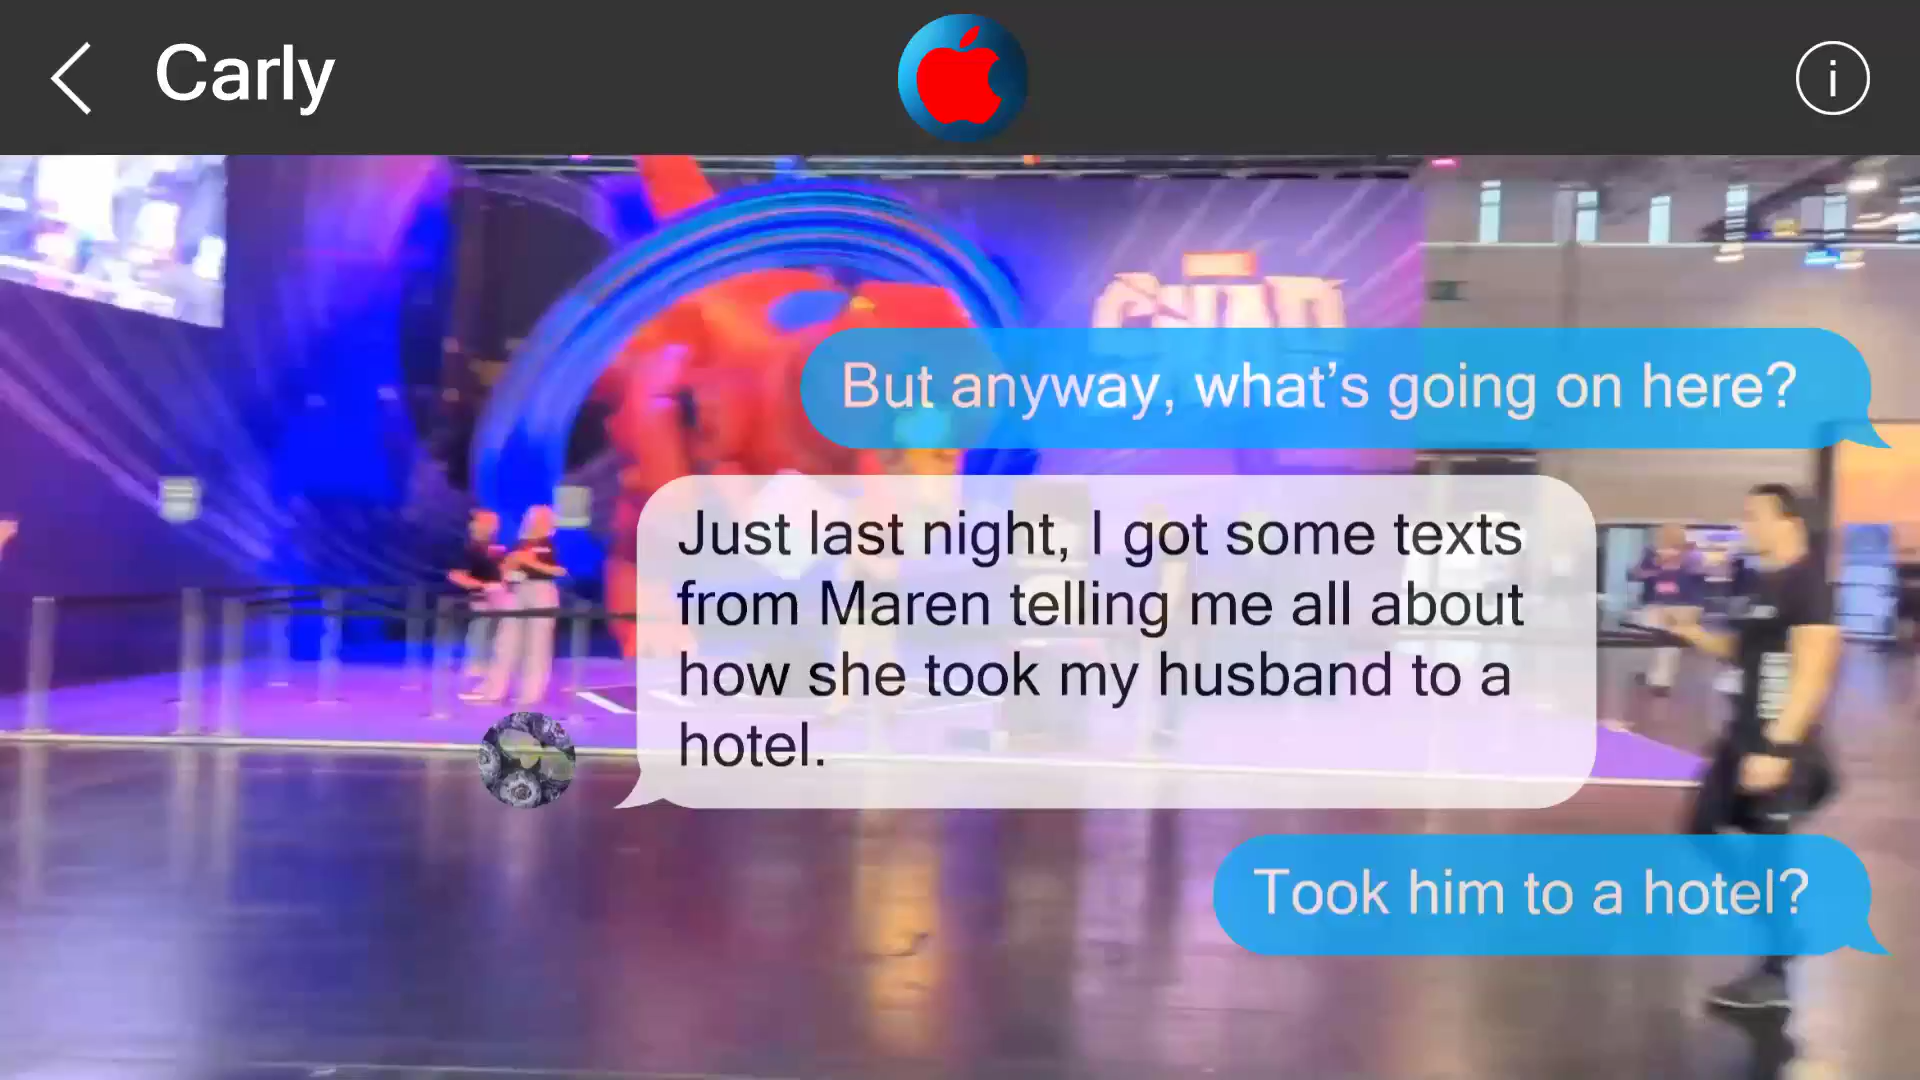 Carly
But anyway, what’s going on here?
Just last night, I got some texts
from Maren telling me all about
how she took my husband to a
hotel.
Took him to a hotel?